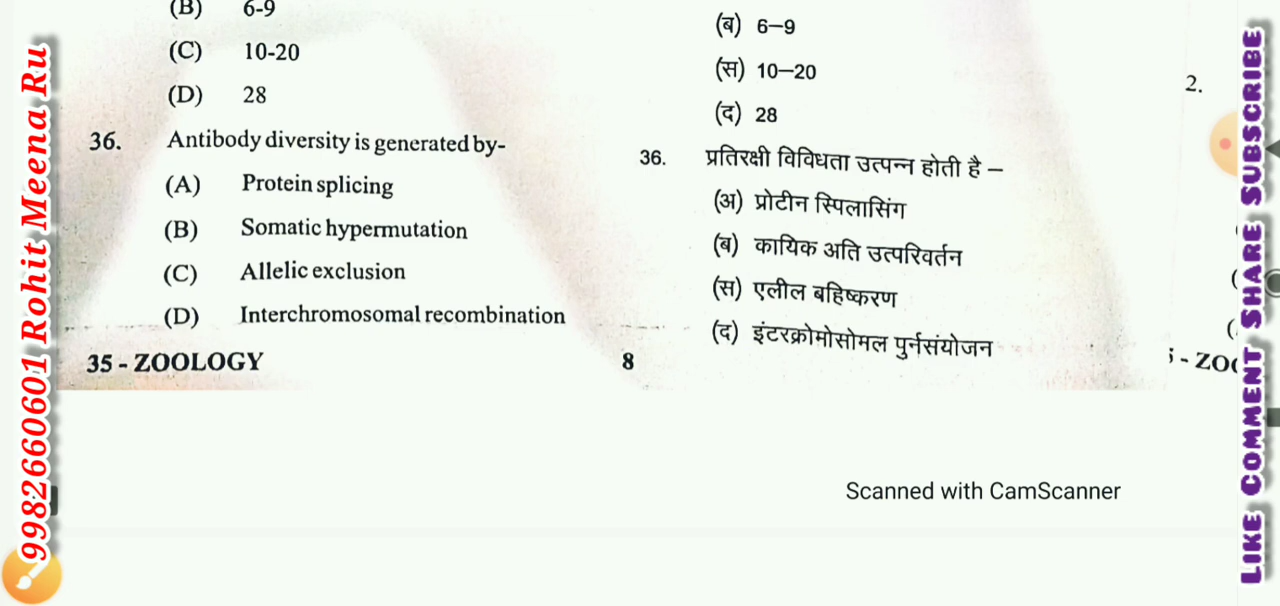 (B) 6-9
(C) 10-20
(D) 28
36. Antibody diversity is generated by-
(A) Protein splicing
(B) Somatic hypermutation
(C) Allelic exclusion
(D) Interchromosomal recombination
35 - ZOOLOGY
8
(ब) 6–9
(स) 10–20
(द) 28
36. प्रतिरक्षी विविधता उत्पन्न होती है –
(अ) प्रोटीन स्पिलासिंग
(ब) कायिक अति उत्परिवर्तन
(स) एलील बहिष्करण
(द) इंटरक्रोमोसोमल पुर्नसंयोजन
2.
- ZO
Scanned with CamScanner
9982660601 Rohit Meena Ru
LIKE COMMENT SHARE SUBSCRIBE